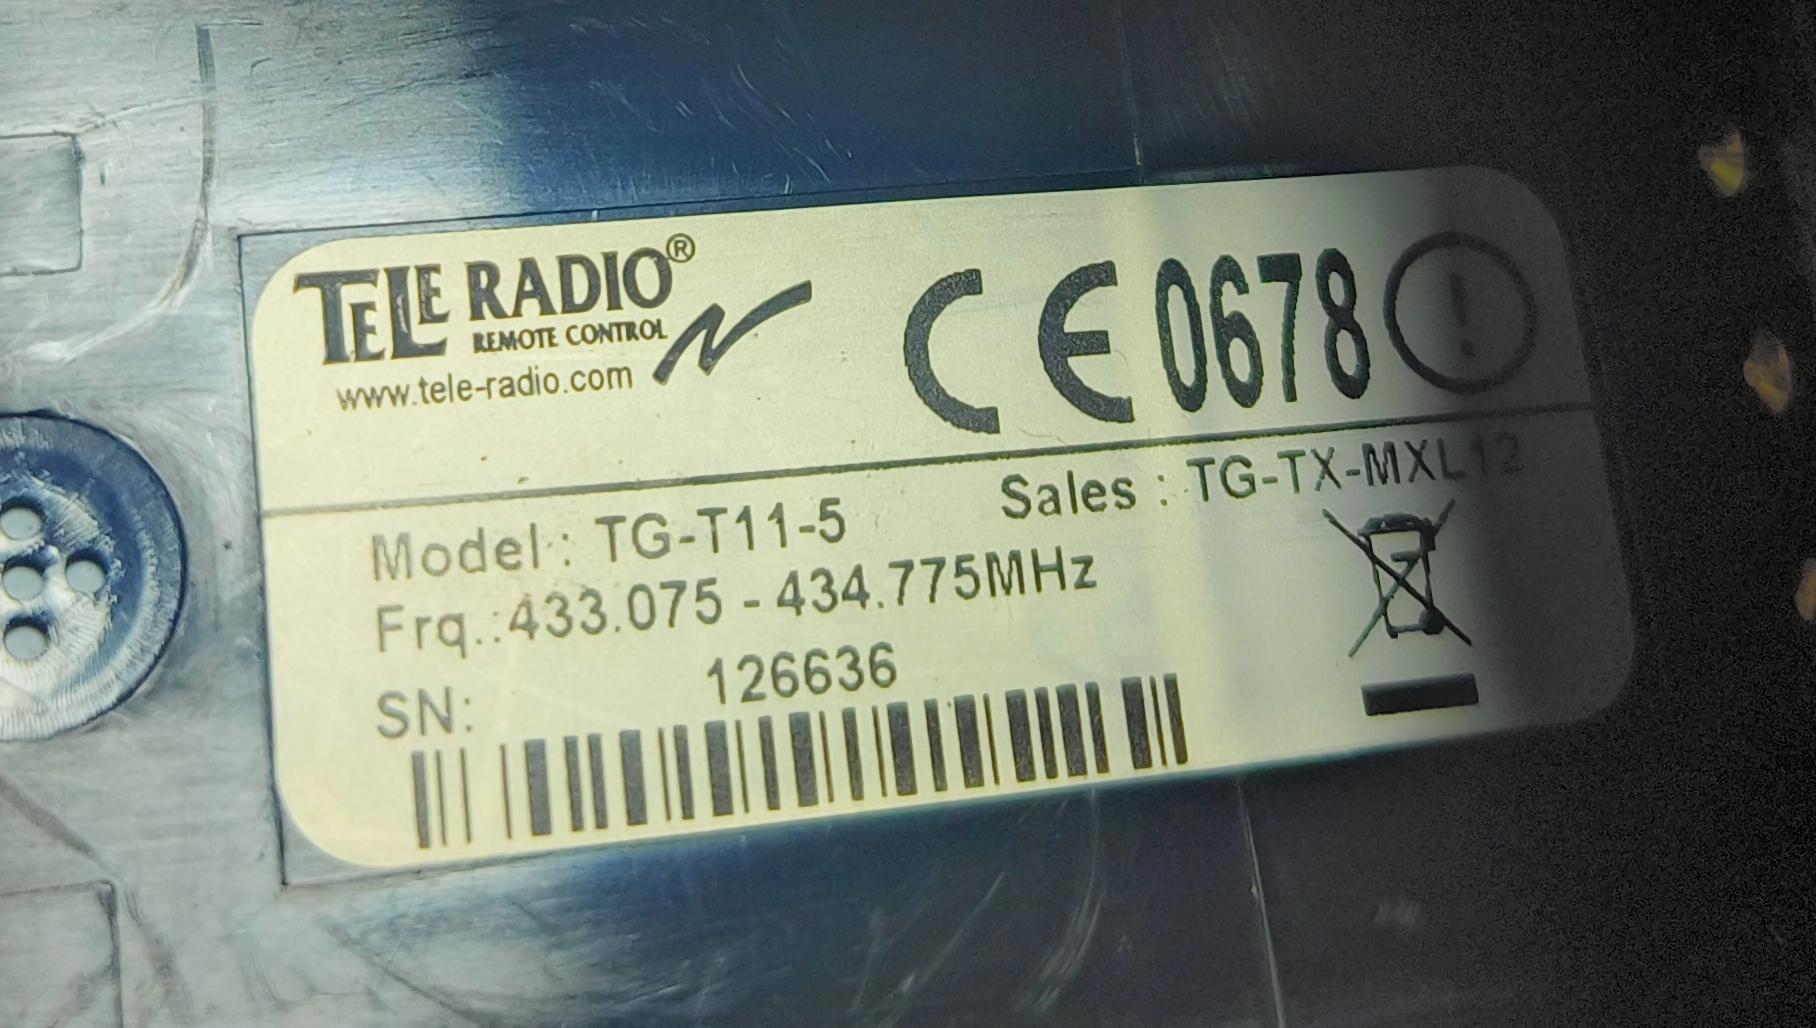 TELE RADIO®
REMOTE CONTROL
www.tele-radio.com
CE 0678
Model : TG-T11-5
Sales : TG-TX-MXL12
Frq.:433.075 - 434.775MHz
SN: 126636